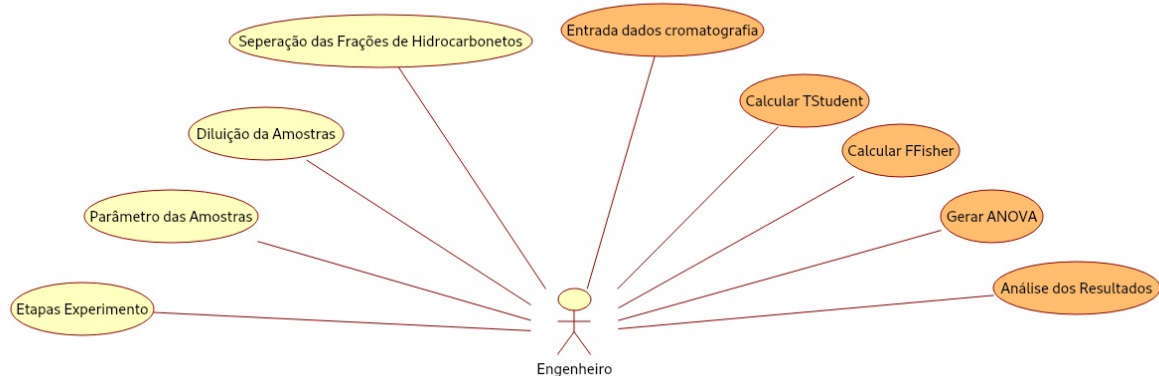 Entrada dados cromatografia
Seperação das Frações de Hidrocarbonetos
Calcular TStudent
Diluição da Amostras
Calcular FFisher
Parâmetro das Amostras
Gerar ANOVA
Análise dos Resultados
Etapas Experimento
Engenheiro